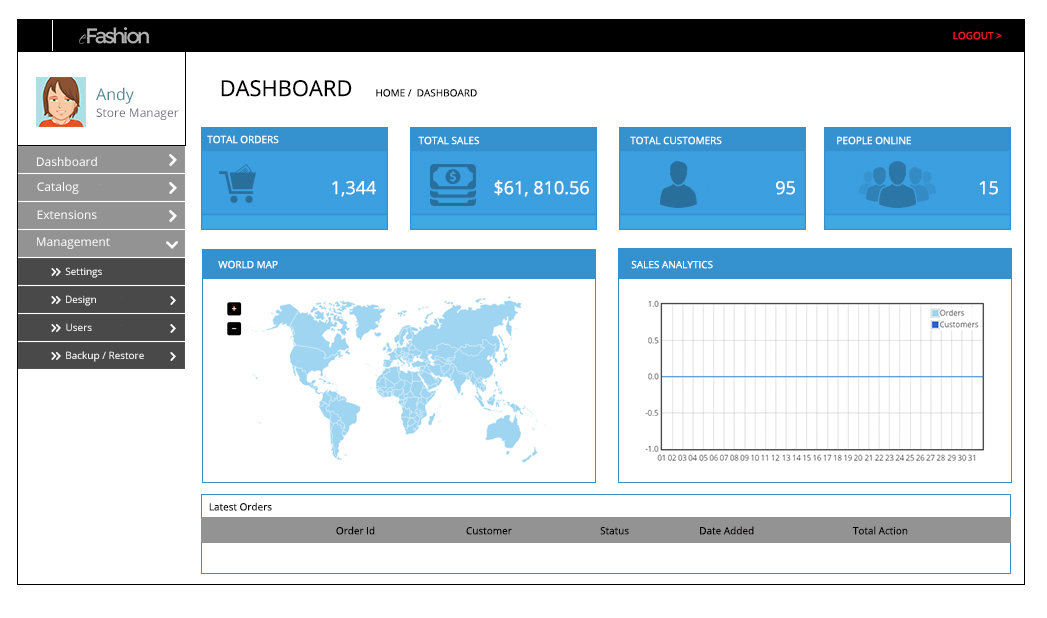 eFashion
LOGOUT >
Andy
Store Manager
Dashboard
Catalog
Extensions
Management
Settings
Design
Users
Backup / Restore
DASHBOARD
HOME / DASHBOARD
TOTAL ORDERS
1,344
TOTAL SALES
$
$61, 810.56
TOTAL CUSTOMERS
95
PEOPLE ONLINE
15
WORLD MAP
+
−
SALES ANALYTICS
1.0
0.5
0.0
-0.5
-1.0
Orders
Customers
01 02 03 04 05 06 07 08 09 10 11 12 13 14 15 16 17 18 19 20 21 22 23 24 25 26 27 28 29 30 31
Latest Orders
Order Id Customer Status Date Added Total Action